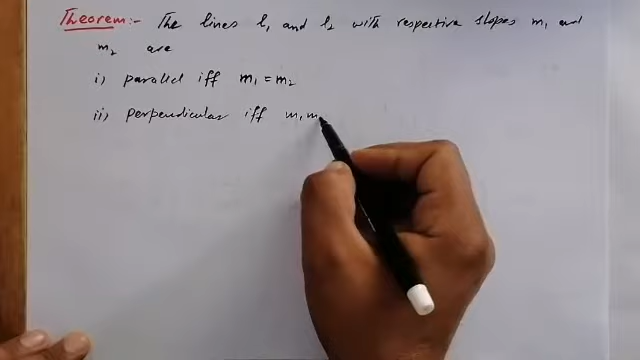 Theorem:- The lines l₁ and l₂ with respective slopes m₁ and
m₂ are
i) parallel iff m₁ = m₂
ii) perpendicular iff m₁m